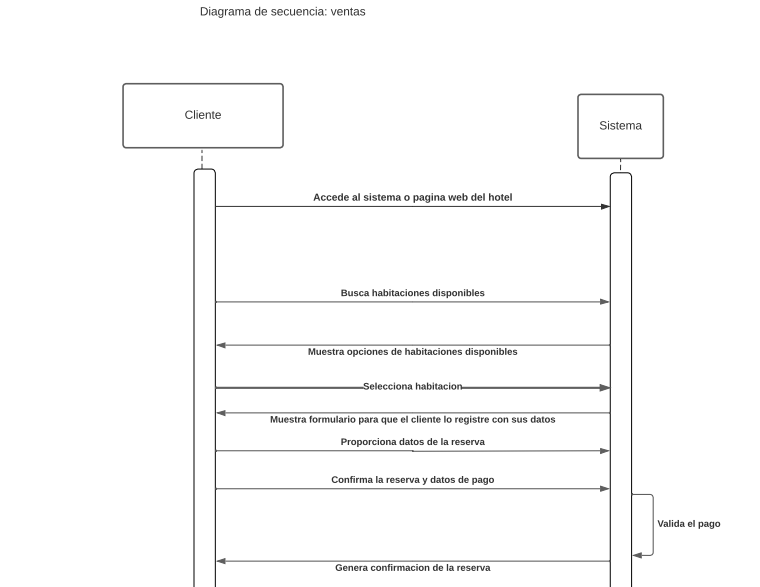 Diagrama de secuencia: ventas
Cliente
Sistema
Accede al sistema o pagina web del hotel
Busca habitaciones disponibles
Muestra opciones de habitaciones disponibles
Selecciona habitacion
Muestra formulario para que el cliente lo registre con sus datos
Proporciona datos de la reserva
Confirma la reserva y datos de pago
Valida el pago
Genera confirmacion de la reserva